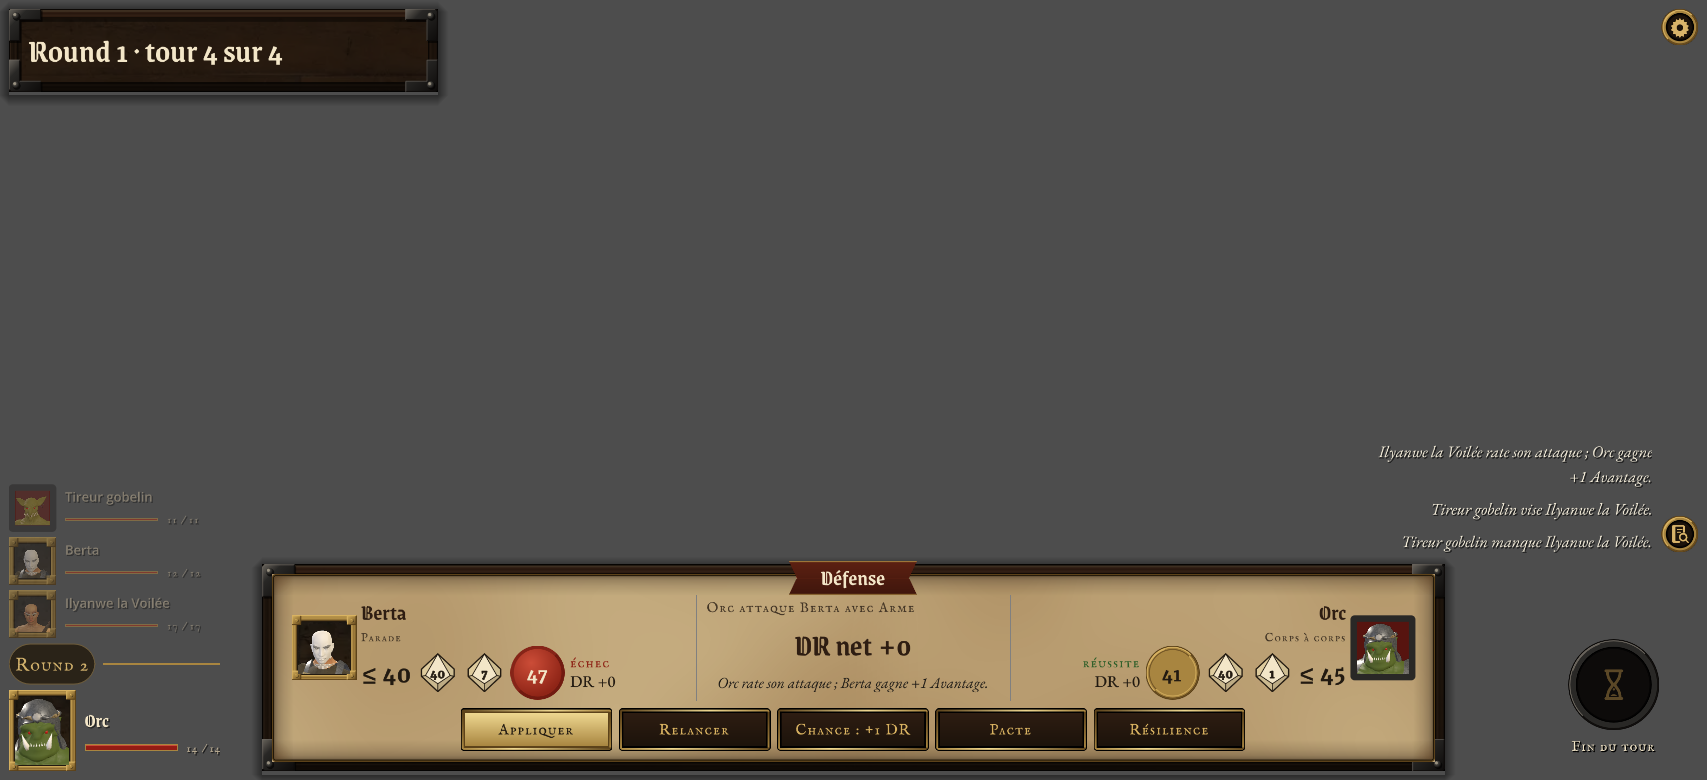 Round 1 · tour 4 sur 4
Ilyanwe la Voilée rate son attaque ; Orc gagne
+1 Avantage.
Tireur gobelin vise Ilyanwe la Voilée.
Tireur gobelin manque Ilyanwe la Voilée.
Tireur gobelin
11 / 11
Berta
12 / 12
Ilyanwe la Voilée
17 / 17
Round 2
Orc
14 / 14
Défense
Berta
Parade
≤ 40 40 7 47
Échec
DR +0
Orc attaque Berta avec Arme
DR net +0
Orc rate son attaque ; Berta gagne +1 Avantage.
Orc
Corps à corps
Réussite
DR +0
41 40 1 ≤ 45
Appliquer
Relancer
Chance : +1 DR
Pacte
Résilience
Fin du tour